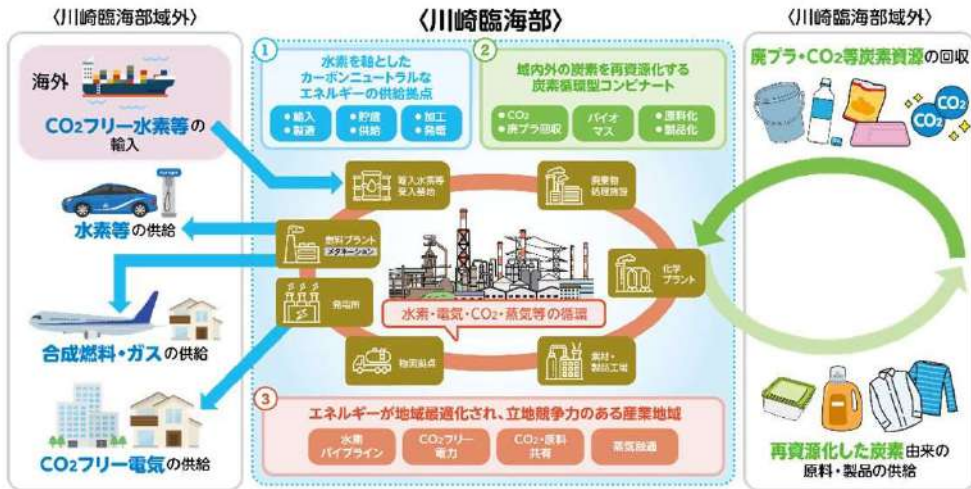 〈川崎臨海部域外〉
海外
CO₂フリー水素等の
輸入
水素等の供給
合成燃料・ガスの供給
CO₂フリー電気の供給
〈川崎臨海部〉
①
水素を軸とした
カーボンニュートラルな
エネルギーの供給拠点
●輸入
●製造
●貯蔵
●供給
●加工
●発電
②
域内外の炭素を再資源化する
炭素循環型コンビナート
●CO₂
●廃プラ回収
バイオ
マス
●原料化
●製品化
輸入水素等
受入基地
廃棄物
処理施設
燃料プラント
メタネーション
化学
プラント
発電所
水素・電気・CO₂・蒸気等の循環
物流拠点
素材・
製品工場
③
エネルギーが地域最適化され、立地競争力のある産業地域
水素
パイプライン
CO₂フリー
電力
CO₂・原料
共有
蒸気融通
〈川崎臨海部域外〉
廃プラ・CO₂等炭素資源の回収
CO₂
CO₂
再資源化した炭素由来の
原料・製品の供給